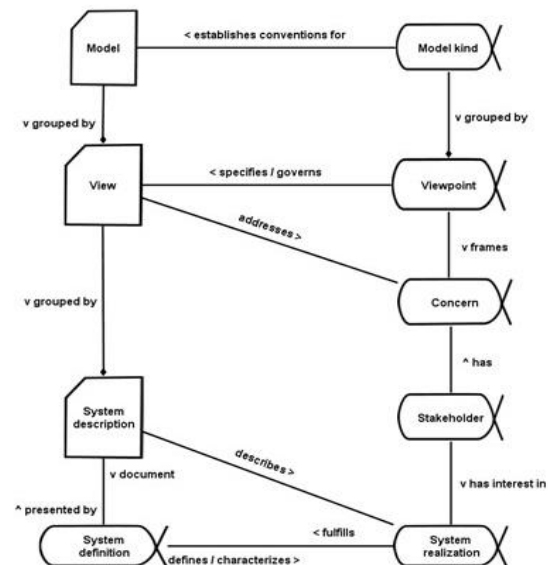 < establishes conventions for
Model
Model kind
v grouped by
v grouped by
< specifies / governs
View
Viewpoint
addresses >
v frames
v grouped by
Concern
^ has
System
description
Stakeholder
describes >
v document
v has interest in
^ presented by
< fulfills
System
definition
System
realization
defines / characterizes >